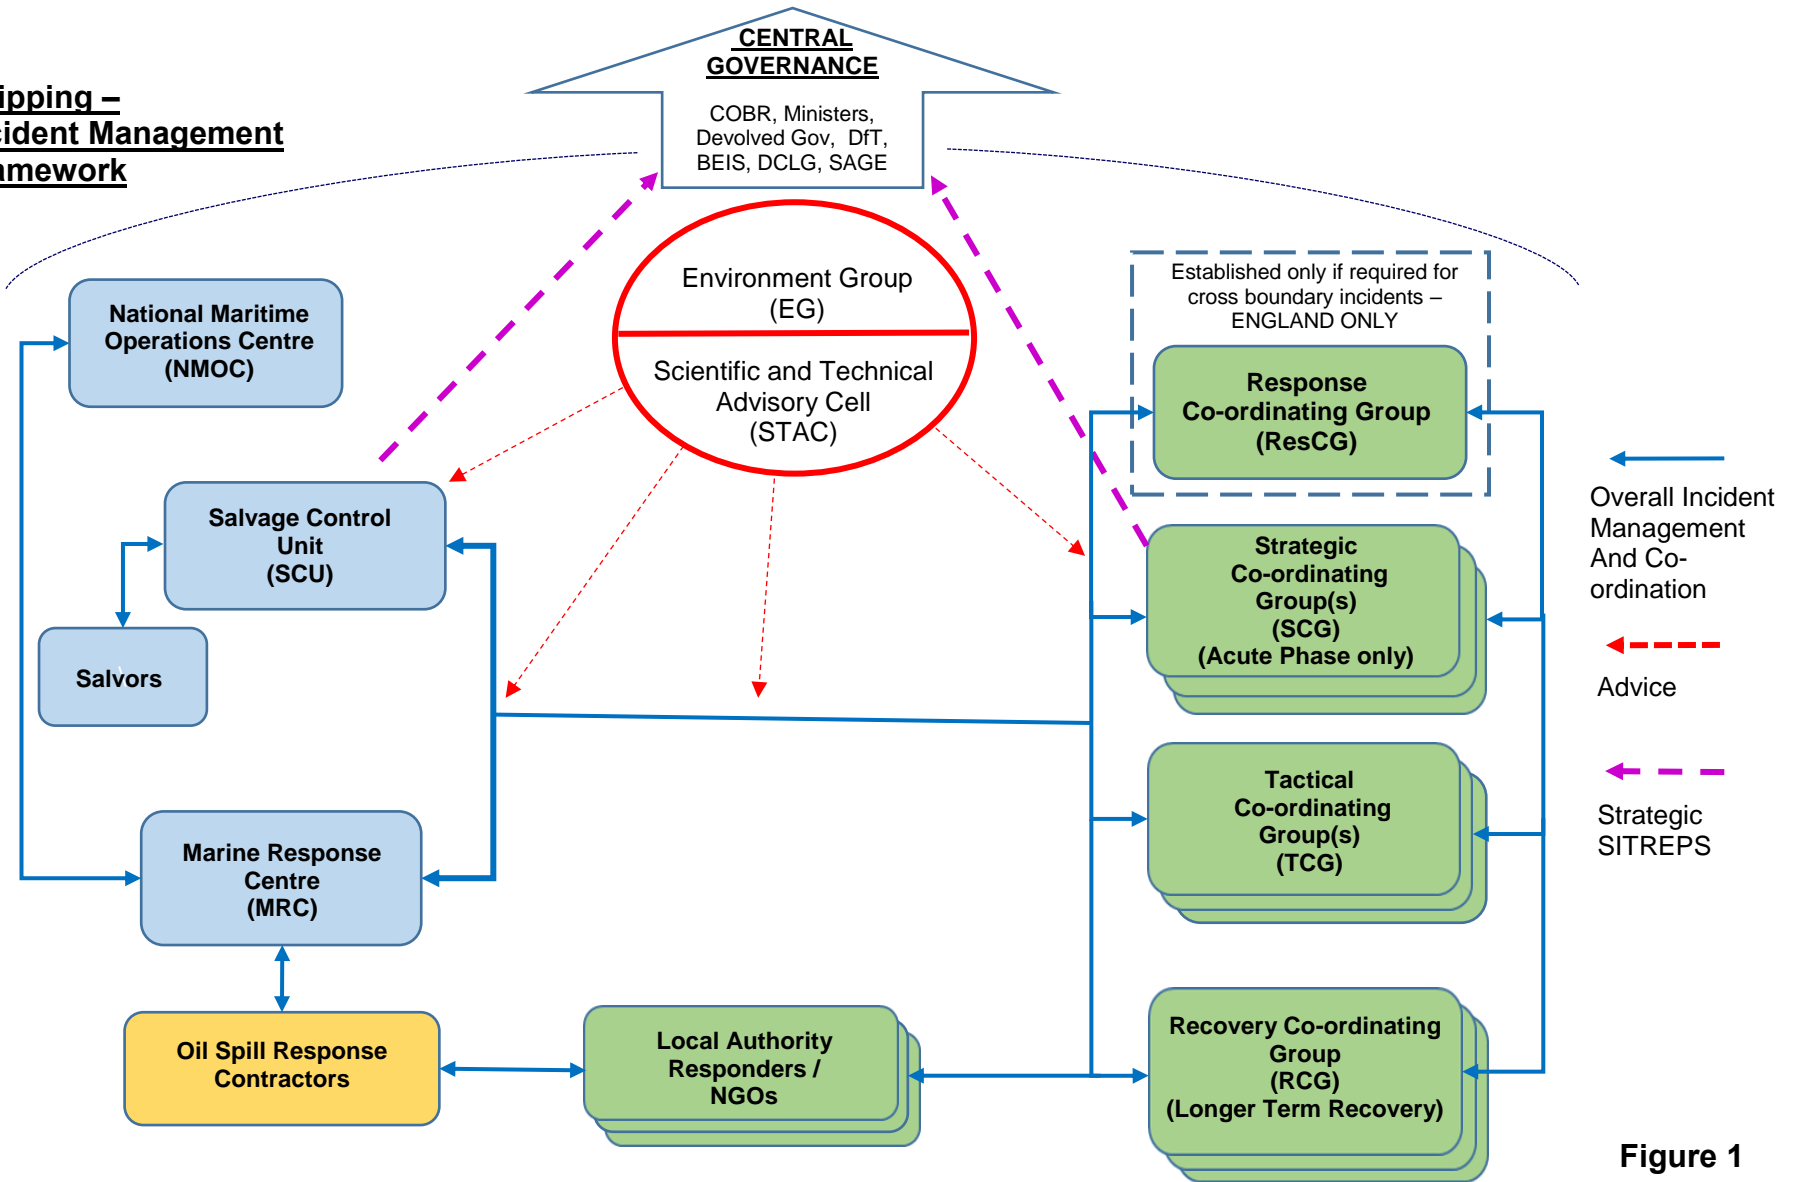 ipping –
cident Management
amework
CENTRAL
GOVERNANCE
COBR, Ministers,
Devolved Gov, DfT,
BEIS, DCLG, SAGE
Environment Group
(EG)
Scientific and Technical
Advisory Cell
(STAC)
National Maritime
Operations Centre
(NMOC)
Salvage Control
Unit
(SCU)
Salvors
Marine Response
Centre
(MRC)
Oil Spill Response
Contractors
Local Authority
Responders /
NGOs
Established only if required for
cross boundary incidents –
ENGLAND ONLY
Response
Co-ordinating Group
(ResCG)
Strategic
Co-ordinating
Group(s)
(SCG)
(Acute Phase only)
Tactical
Co-ordinating
Group(s)
(TCG)
Recovery Co-ordinating
Group
(RCG)
(Longer Term Recovery)
Overall Incident
Management
And Co-
ordination
Advice
Strategic
SITREPS
Figure 1